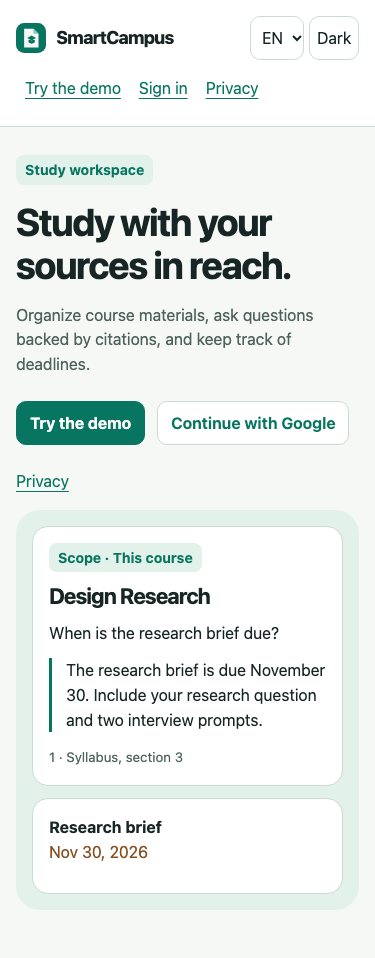 SmartCampus
EN
Dark
Try the demo Sign in Privacy
Study workspace
Study with your
sources in reach.
Organize course materials, ask questions
backed by citations, and keep track of
deadlines.
Try the demo
Continue with Google
Privacy
Scope · This course
Design Research
When is the research brief due?
The research brief is due November
30. Include your research question
and two interview prompts.
1 · Syllabus, section 3
Research brief
Nov 30, 2026